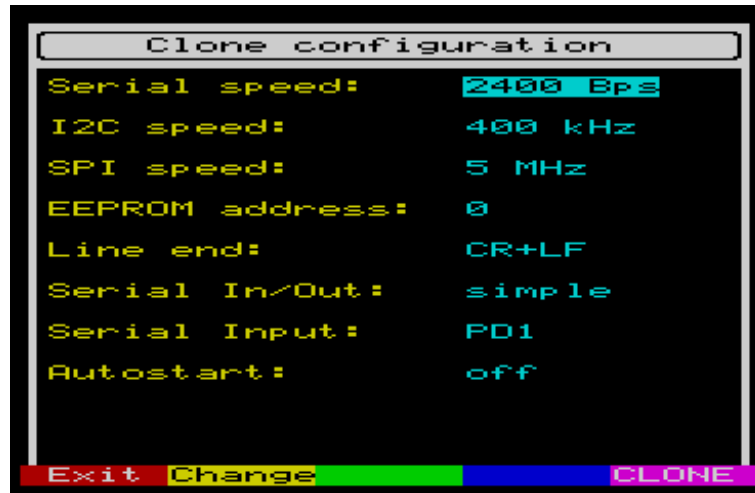 Clone configuration
Serial speed: 2400 Bps
I2C speed: 400 kHz
SPI speed: 5 MHz
EEPROM address: 0
Line end: CR+LF
Serial In/Out: simple
Serial Input: PD1
Autostart: off
Exit Change CLONE